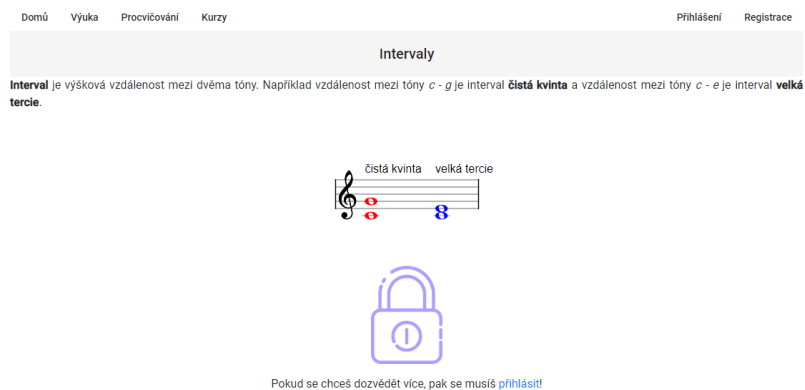 Domů Výuka Procvičování Kurzy Přihlášení Registrace
Intervaly
Interval je výšková vzdálenost mezi dvěma tóny. Například vzdálenost mezi tóny c - g je interval čistá kvinta a vzdálenost mezi tóny c - e je interval velká
tercie.
čistá kvinta velká tercie
Pokud se chceš dozvědět více, pak se musíš přihlásit!